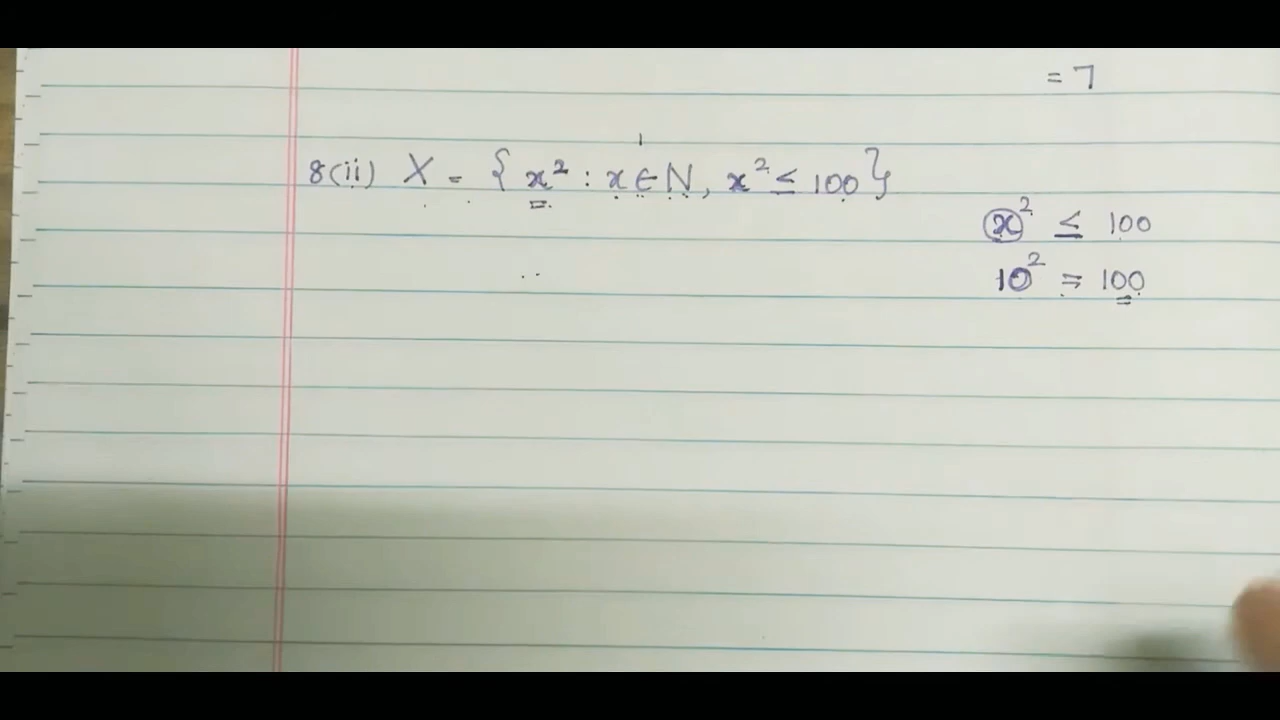 = 7
8(ii) X = { x² : x ∈ N, x² ≤ 100 }
x² ≤ 100
10² = 100